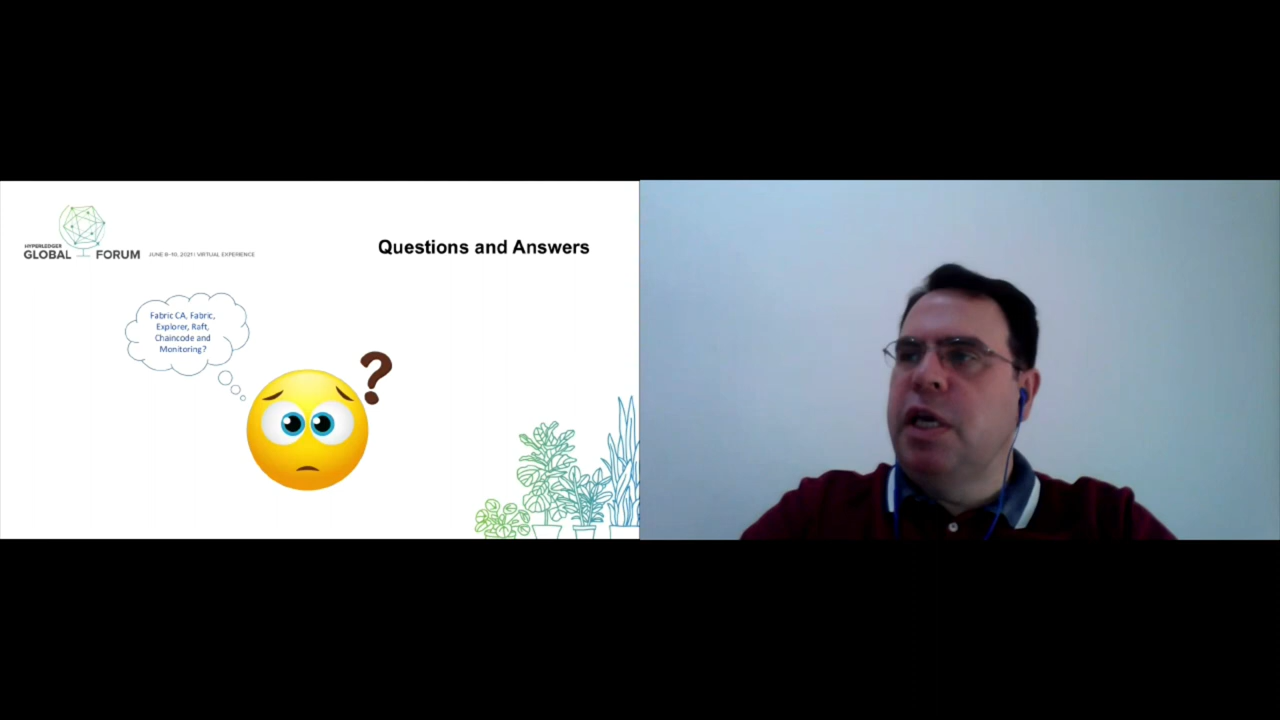 HYPERLEDGER
GLOBAL FORUM JUNE 8-10, 2021 | VIRTUAL EXPERIENCE
Questions and Answers
Fabric CA, Fabric,
Explorer, Raft,
Chaincode and
Monitoring?